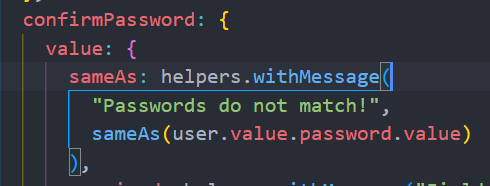 confirmPassword: {
value: {
sameAs: helpers.withMessage(
"Passwords do not match!",
sameAs(user.value.password.value)
),